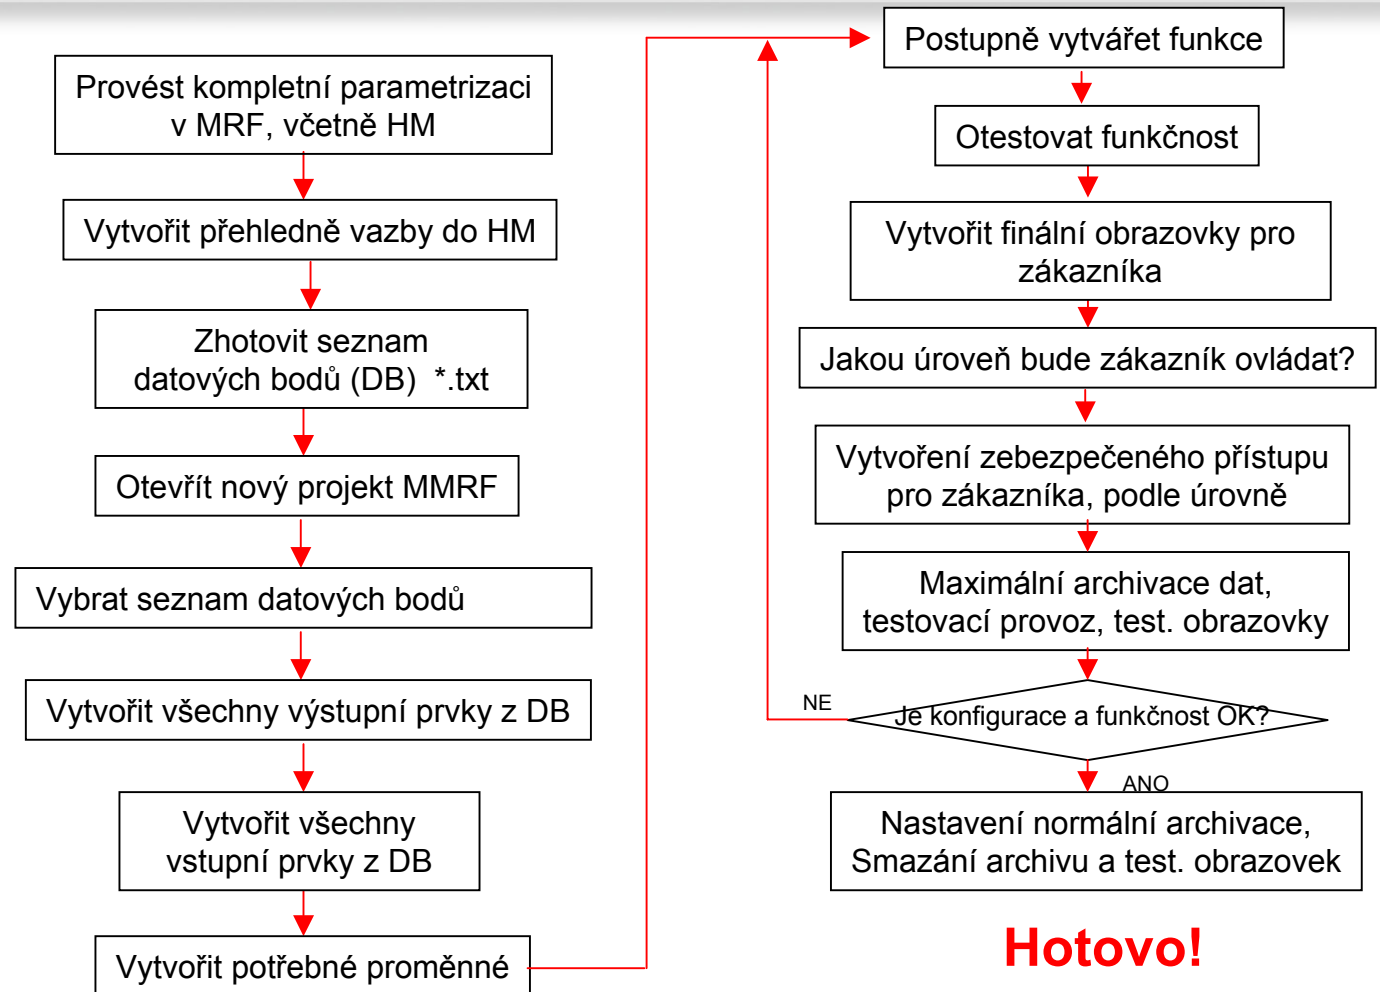 Provést kompletní parametrizaci
v MRF, včetně HM
Vytvořit přehledně vazby do HM
Zhotovit seznam
datových bodů (DB) *.txt
Otevřít nový projekt MMRF
Vybrat seznam datových bodů
Vytvořit všechny výstupní prvky z DB
Vytvořit všechny
vstupní prvky z DB
Vytvořit potřebné proměnné
Postupně vytvářet funkce
Otestovat funkčnost
Vytvořit finální obrazovky pro
zákazníka
Jakou úroveň bude zákazník ovládat?
Vytvoření zebezpečeného přístupu
pro zákazníka, podle úrovně
Maximální archivace dat,
testovací provoz, test. obrazovky
NE
Je konfigurace a funkčnost OK?
ANO
Nastavení normální archivace,
Smazání archivu a test. obrazovek
Hotovo!